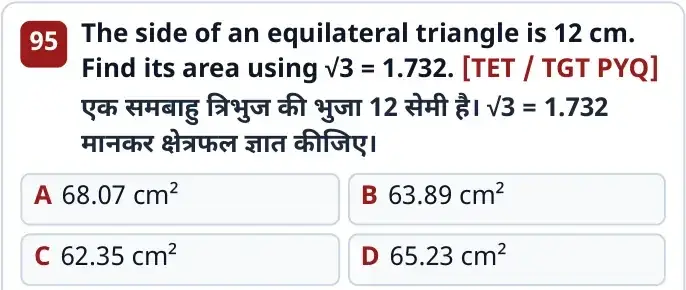 95 The side of an equilateral triangle is 12 cm.
Find its area using √3 = 1.732. [TET / TGT PYQ]
एक समबाहु त्रिभुज की भुजा 12 सेमी है। √3 = 1.732
मानकर क्षेत्रफल ज्ञात कीजिए।
A 68.07 cm² B 63.89 cm²
C 62.35 cm² D 65.23 cm²